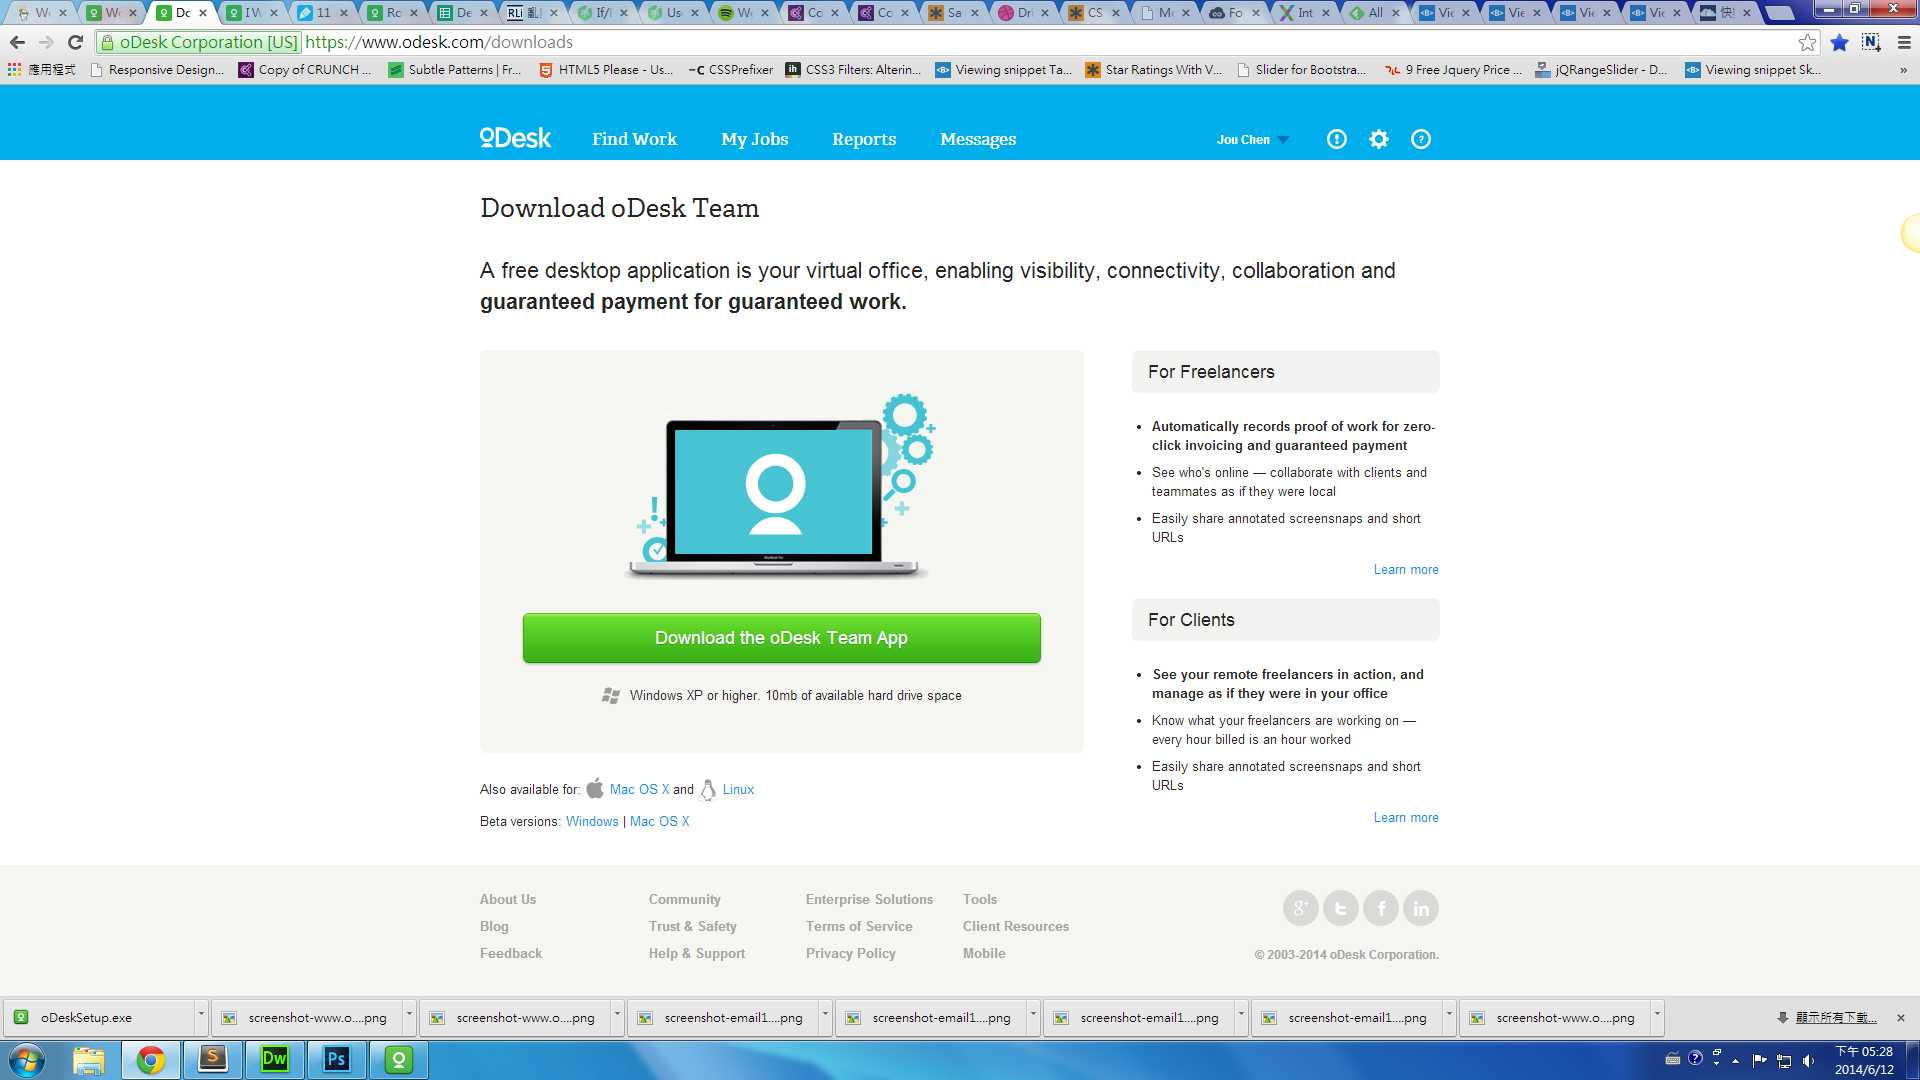 We
Wc
Dc
I W
11
Ro
De
RLi 亂
If/I
Us
We
Co
Co
Sa
Dri
CS
Mc
Fo
Int
All
Vie
Vie
Vie
Vie
快
oDesk Corporation [US] https://www.odesk.com/downloads
應用程式 Responsive Design... Copy of CRUNCH ... Subtle Patterns | Fr... HTML5 Please - Us... CSSPrefixer CSS3 Filters: Alterin... Viewing snippet Ta... Star Ratings With V... Slider for Bootstra... 9 Free Jquery Price ... jQRangeSlider - D... Viewing snippet Sk... »
oDesk Find Work My Jobs Reports Messages Jou Chen
Download oDesk Team
A free desktop application is your virtual office, enabling visibility, connectivity, collaboration and
guaranteed payment for guaranteed work.
Download the oDesk Team App
Windows XP or higher. 10mb of available hard drive space
Also available for: Mac OS X and Linux
Beta versions: Windows | Mac OS X
For Freelancers
• Automatically records proof of work for zero-
click invoicing and guaranteed payment
• See who's online — collaborate with clients and
teammates as if they were local
• Easily share annotated screensnaps and short
URLs
Learn more
For Clients
• See your remote freelancers in action, and
manage as if they were in your office
• Know what your freelancers are working on —
every hour billed is an hour worked
• Easily share annotated screensnaps and short
URLs
Learn more
About Us Community Enterprise Solutions Tools
Blog Trust & Safety Terms of Service Client Resources
Feedback Help & Support Privacy Policy Mobile
© 2003-2014 oDesk Corporation.
oDeskSetup.exe screenshot-www.o....png screenshot-www.o....png screenshot-email1....png screenshot-email1....png screenshot-email1....png screenshot-email1....png screenshot-www.o....png 顯示所有下載...
S Dw Ps
下午 05:28
2014/6/12